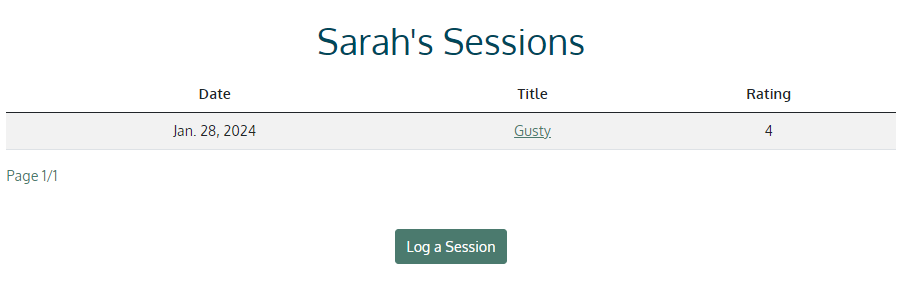 Sarah's Sessions
Date Title Rating
Jan. 28, 2024 Gusty 4
Page 1/1
Log a Session